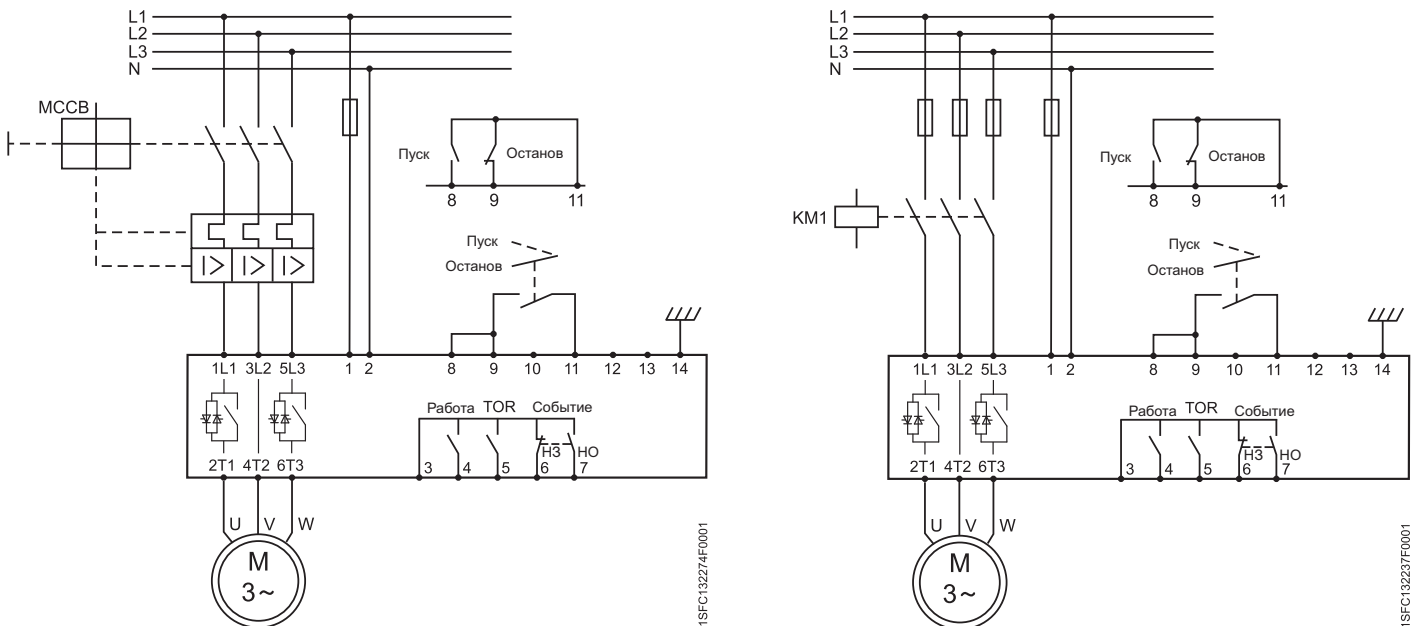 L1
L2
L3
N
MCCB
Пуск
Останов
8 9 11
Пуск
Останов
1L1 3L2 5L3 1 2 8 9 10 11 12 13 14
Работа TOR Событие
НЗ НО
2T1 4T2 6T3 3 4 5 6 7
U V W
M
3~
1SFC132274F0001
L1
L2
L3
N
KM1
Пуск
Останов
8 9 11
Пуск
Останов
1L1 3L2 5L3 1 2 8 9 10 11 12 13 14
Работа TOR Событие
НЗ НО
2T1 4T2 6T3 3 4 5 6 7
U V W
M
3~
1SFC132237F0001